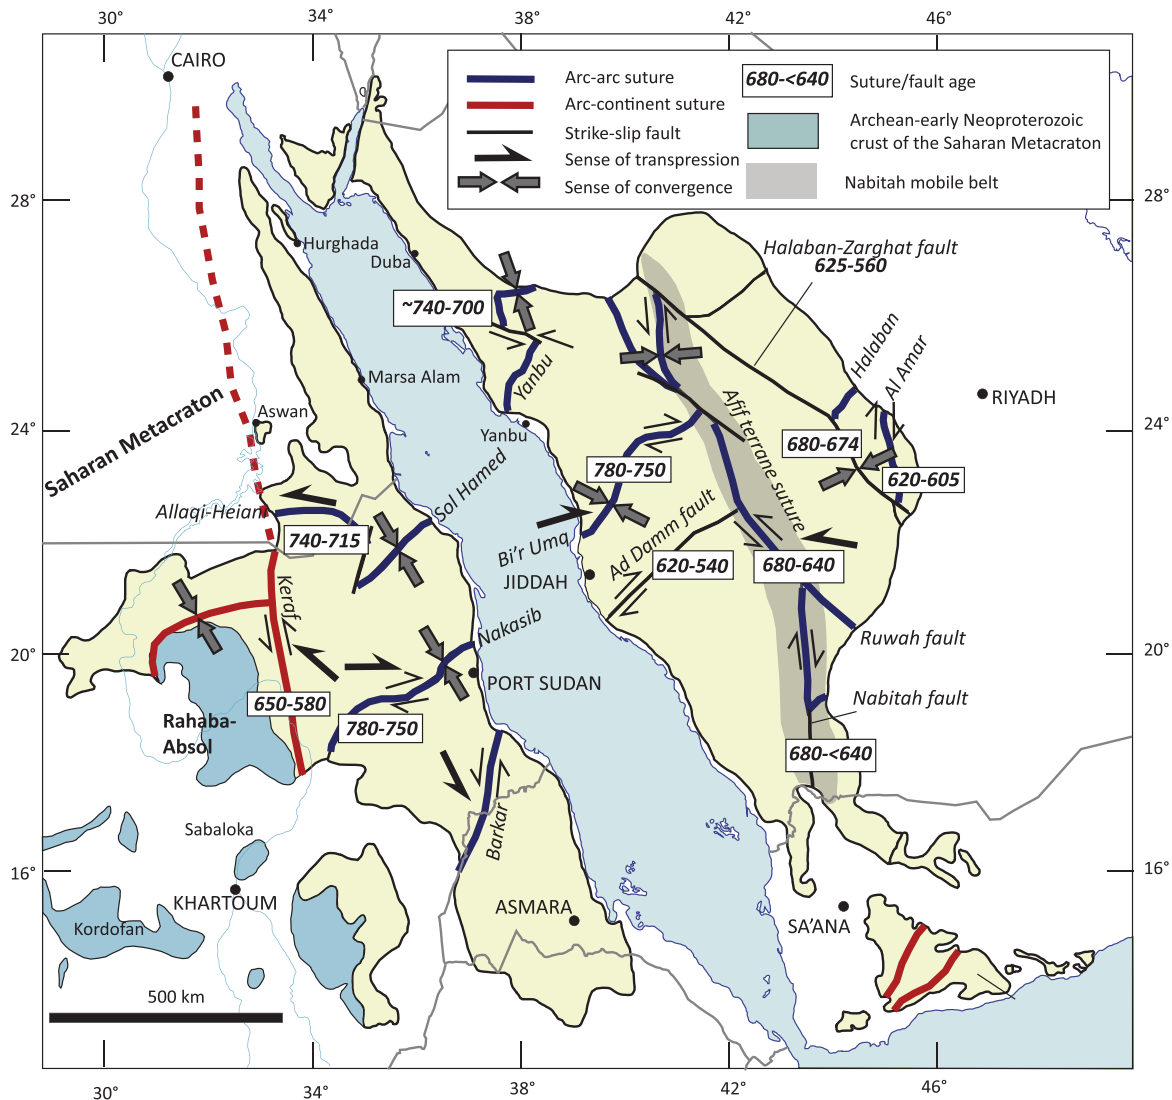 30°
34°
38°
42°
46°
CAIRO
Arc-arc suture
Arc-continent suture
Strike-slip fault
Sense of transpression
Sense of convergence
680-<640
Suture/fault age
Archean-early Neoproterozoic
crust of the Saharan Metacraton
Nabitah mobile belt
28°
28°
Hurghada
Duba
Halaban-Zarghat fault
625-560
~740-700
Halaban
Al Amar
Yanbu
Marsa Alam
RIYADH
Saharan Metacraton
Aswan
Afif terrane suture
24°
24°
Yanbu
680-674
780-750
620-605
Sol Hamed
Allaqi-Heiani
740-715
Bi'r Umq
Ad Damm fault
JIDDAH
620-540
680-640
Keraf
Nakasib
Ruwah fault
20°
20°
PORT SUDAN
Nabitah fault
650-580
Rahaba-
Absol
780-750
680-<640
Barkar
Sabaloka
16°
16°
KHARTOUM
ASMARA
SA'ANA
Kordofan
500 km
30°
34°
38°
42°
46°